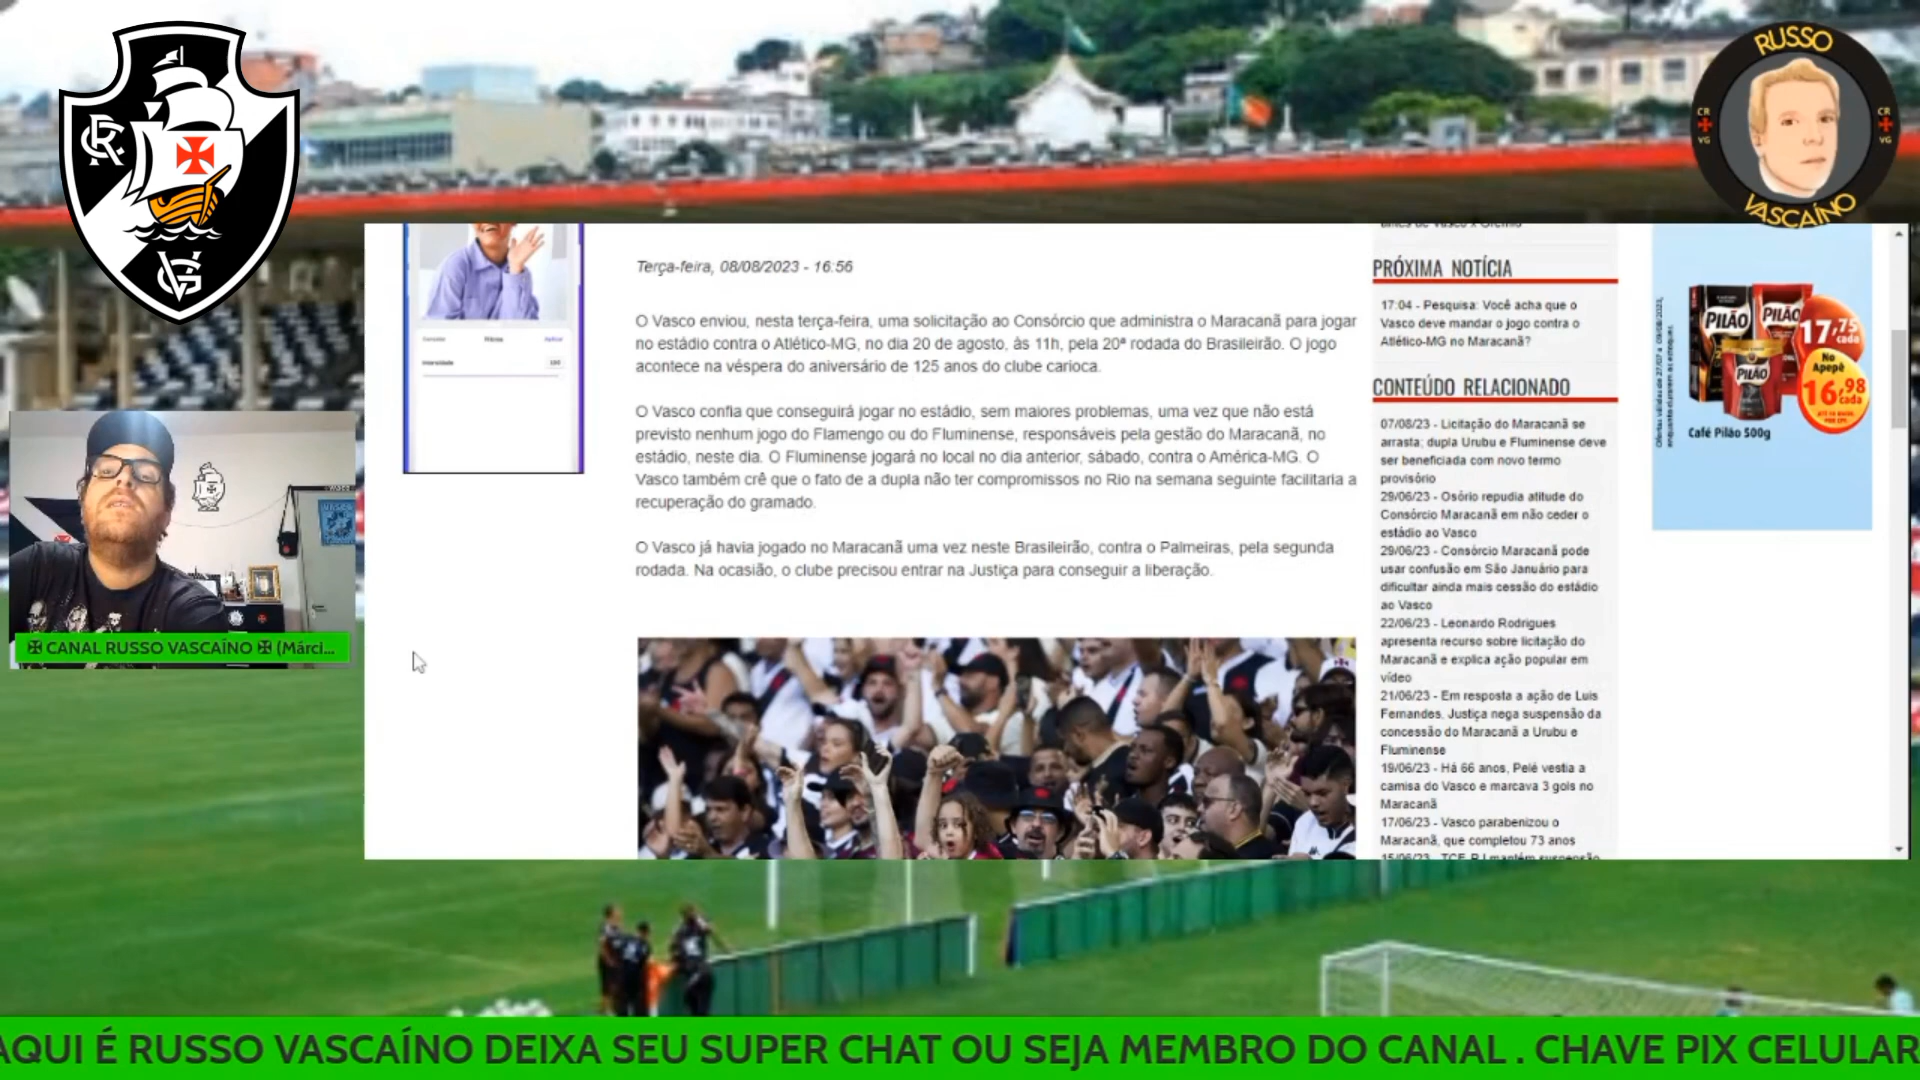 RUSSO
CR
VG
CR
VG
VASCAÍNO
CR
VG
Terça-feira, 08/08/2023 - 16:56
O Vasco enviou, nesta terça-feira, uma solicitação ao Consórcio que administra o Maracanã para jogar
no estádio contra o Atlético-MG, no dia 20 de agosto, às 11h, pela 20ª rodada do Brasileirão. O jogo
acontece na véspera do aniversário de 125 anos do clube carioca.
O Vasco confia que conseguirá jogar no estádio, sem maiores problemas, uma vez que não está
previsto nenhum jogo do Flamengo ou do Fluminense, responsáveis pela gestão do Maracanã, no
estádio, neste dia. O Fluminense jogará no local no dia anterior, sábado, contra o América-MG. O
Vasco também crê que o fato de a dupla não ter compromissos no Rio na semana seguinte facilitaria a
recuperação do gramado.
O Vasco já havia jogado no Maracanã uma vez neste Brasileirão, contra o Palmeiras, pela segunda
rodada. Na ocasião, o clube precisou entrar na Justiça para conseguir a liberação.
PRÓXIMA NOTÍCIA
17:04 - Pesquisa: Você acha que o
Vasco deve mandar o jogo contra o
Atlético-MG no Maracanã?
CONTEÚDO RELACIONADO
07/08/23 - Licitação do Maracanã se
arrasta; dupla Urubu e Fluminense deve
ser beneficiada com novo termo
provisório
29/06/23 - Osório repudia atitude do
Consórcio Maracanã em não ceder o
estádio ao Vasco
29/06/23 - Consórcio Maracanã pode
usar confusão em São Januário para
dificultar ainda mais cessão do estádio
ao Vasco
22/06/23 - Leonardo Rodrigues
apresenta recurso sobre licitação do
Maracanã e explica ação popular em
vídeo
21/06/23 - Em resposta a ação de Luis
Fernandes, Justiça nega suspensão da
concessão do Maracanã a Urubu e
Fluminense
19/06/23 - Há 66 anos, Pelé vestia a
camisa do Vasco e marcava 3 gols no
Maracanã
17/06/23 - Vasco parabenizou o
Maracanã, que completou 73 anos
PILÃO
PILÃO
PILÃO
17,75
cada
No
Apepê
16,98
cada
Café Pilão 500g
✠ CANAL RUSSO VASCAÍNO ✠ (Márci...
AQUI É RUSSO VASCAÍNO DEIXA SEU SUPER CHAT OU SEJA MEMBRO DO CANAL . CHAVE PIX CELULAR